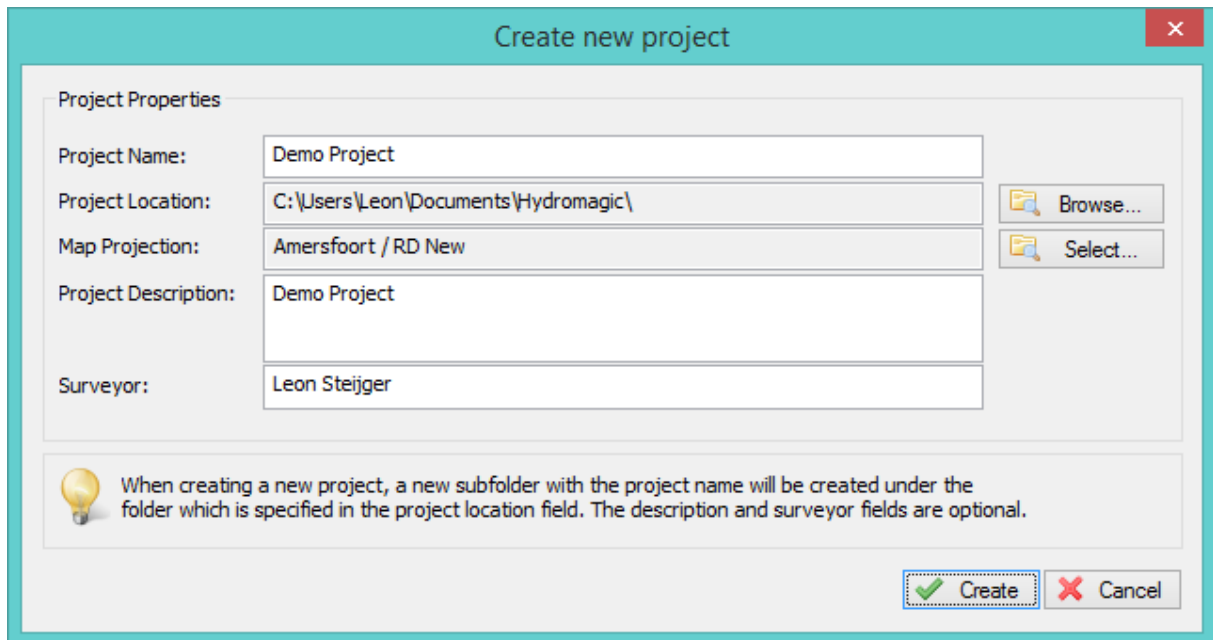 Create new project
Project Properties
Project Name: Demo Project
Project Location: C:\Users\Leon\Documents\Hydromagic\ Browse...
Map Projection: Amersfoort / RD New Select...
Project Description: Demo Project
Surveyor: Leon Steijger
When creating a new project, a new subfolder with the project name will be created under the
folder which is specified in the project location field. The description and surveyor fields are optional.
Create Cancel